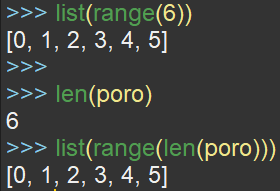 >>> list(range(6))
[0, 1, 2, 3, 4, 5]
>>>
>>> len(poro)
6
>>> list(range(len(poro)))
[0, 1, 2, 3, 4, 5]